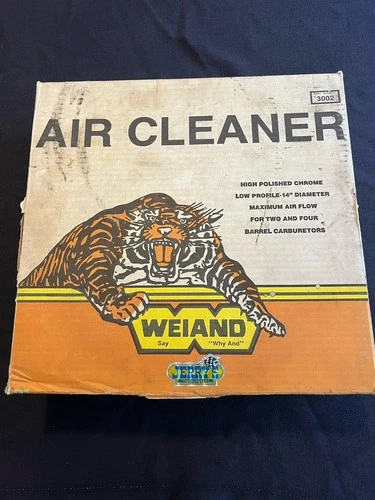 3002
AIR CLEANER
HIGH POLISHED CHROME
LOW PROFILE-14" DIAMETER
MAXIMUM AIR FLOW
FOR TWO AND FOUR
BARREL CARBURETORS
WEIAND
Say "Why And"
JERRY'S